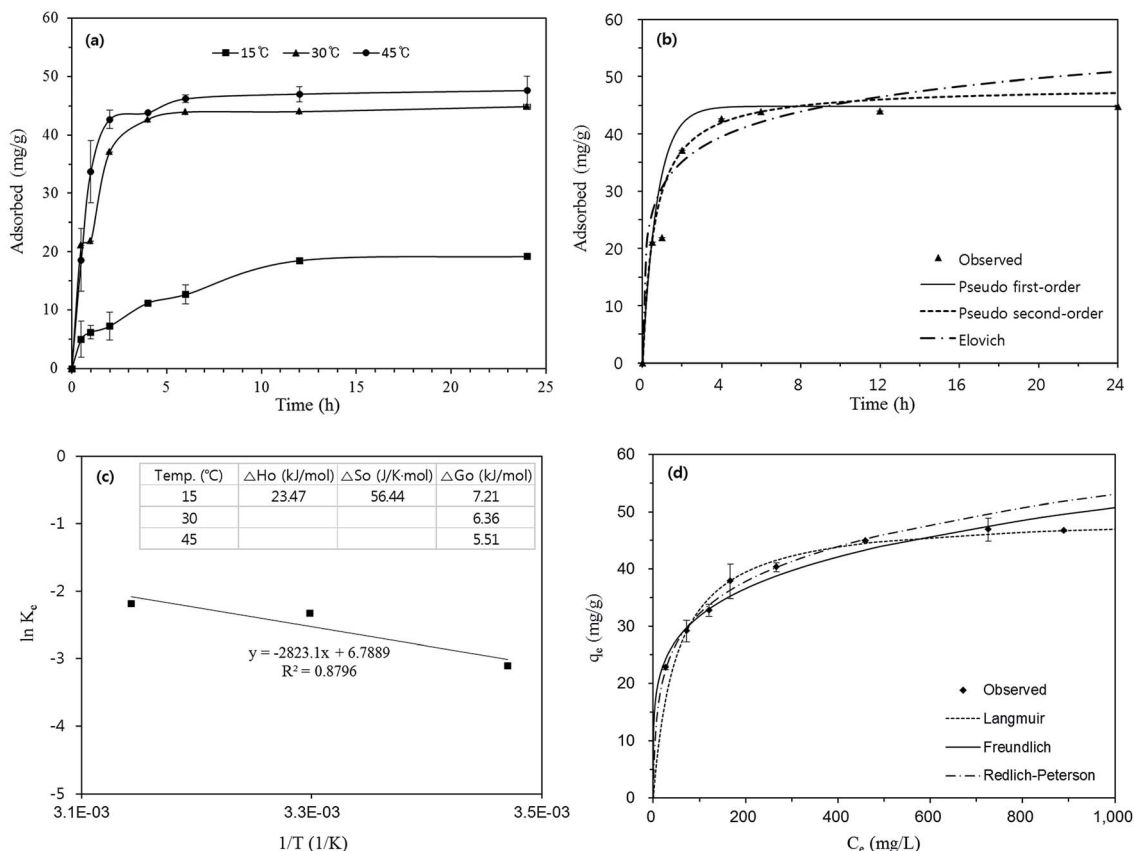 (a)
15℃ 30℃ 45℃
60
50
40
30
20
10
0
Adsorbed (mg/g)
0 5 10 15 20 25
Time (h)
(b)
60
50
40
30
20
10
0
Adsorbed (mg/g)
Observed
Pseudo first-order
Pseudo second-order
Elovich
0 4 8 12 16 20 24
Time (h)
(c)
0
-1
-2
-3
-4
-5
ln Ke
Temp. (℃) △Ho (kJ/mol) △So (J/K·mol) △Go (kJ/mol)
15 23.47 56.44 7.21
30 6.36
45 5.51
y = -2823.1x + 6.7889
R² = 0.8796
3.1E-03 3.3E-03 3.5E-03
1/T (1/K)
(d)
60
50
40
30
20
10
0
qe (mg/g)
Observed
Langmuir
Freundlich
Redlich-Peterson
0 200 400 600 800 1,000
Ce (mg/L)